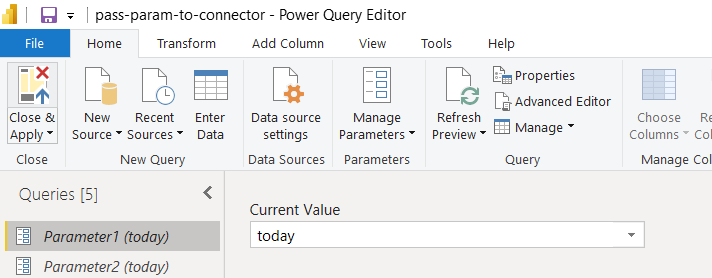 pass-param-to-connector - Power Query Editor
File Home Transform Add Column View Tools Help
Close &
Apply
New
Source
Recent
Sources
Enter
Data
Data source
settings
Manage
Parameters
Refresh
Preview
Properties
Advanced Editor
Manage
Choose
Columns
Close New Query Data Sources Parameters Query Manage Col
Queries [5]
Current Value
Parameter1 (today)
today
Parameter2 (today)